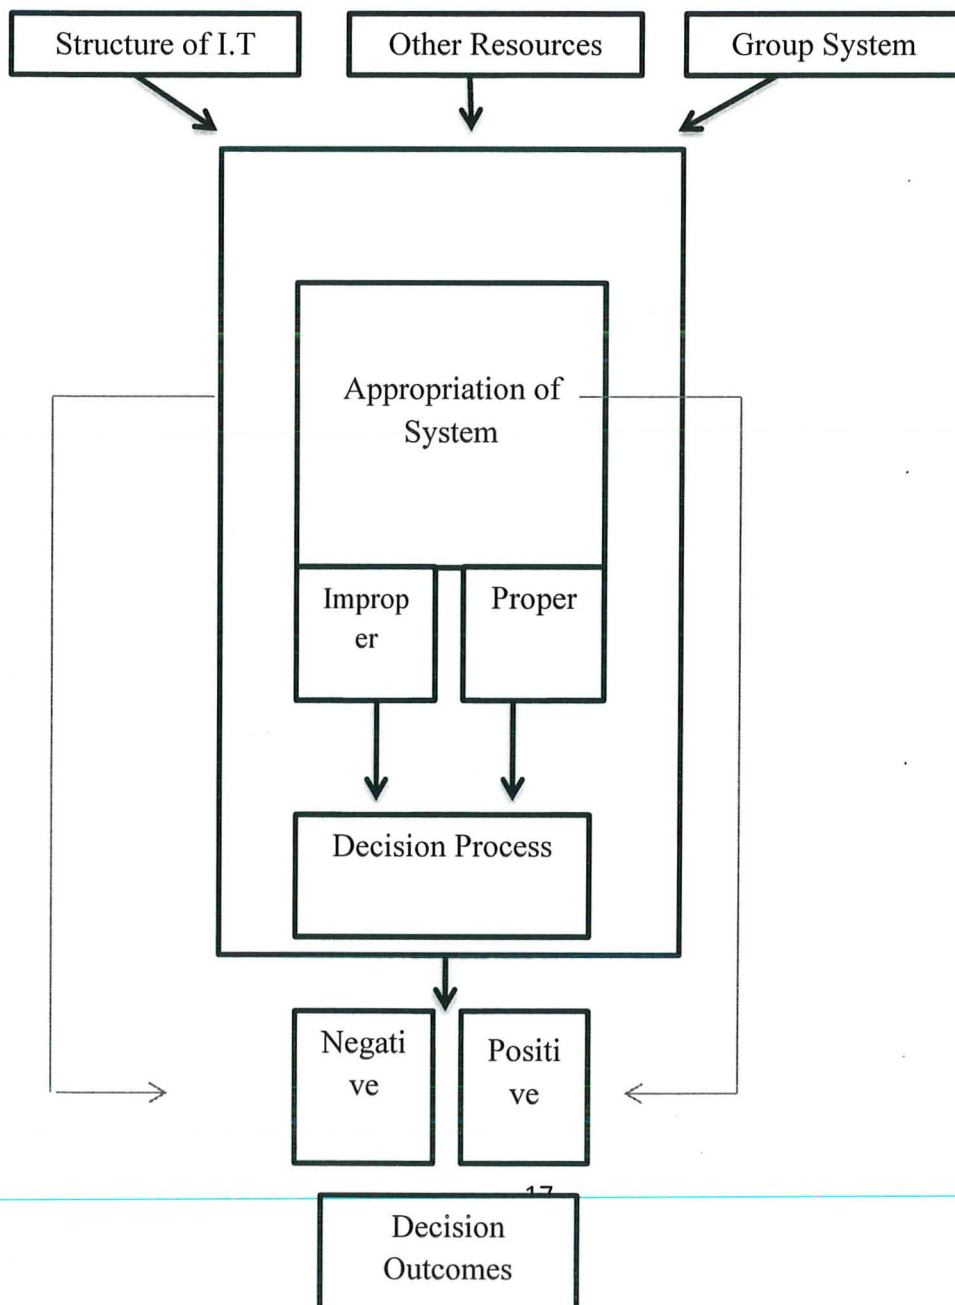 Structure of I.T
Other Resources
Group System
Appropriation of
System
Improp
er
Proper
Decision Process
Negati
ve
Positi
ve
17
Decision
Outcomes